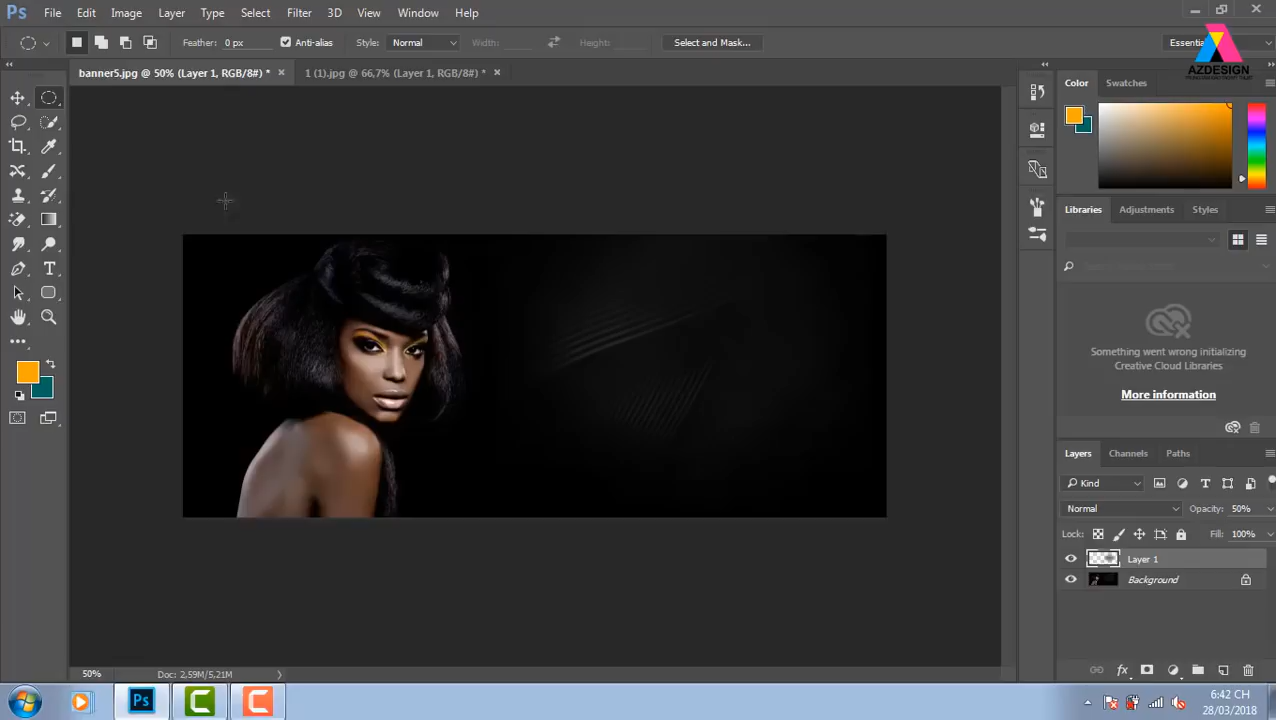 Ps File Edit Image Layer Type Select Filter 3D View Window Help
Feather: 0 px Anti-alias Style: Normal Width: Height: Select and Mask... Essenti
AZDESIGN
banner5.jpg @ 50% (Layer 1, RGB/8#) * × 1 (1).jpg @ 66,7% (Layer 1, RGB/8#) * ×
Color Swatches
Libraries Adjustments Styles
Something went wrong initializing
Creative Cloud Libraries
More information
Layers Channels Paths
Kind
Normal Opacity: 50%
Lock: Fill: 100%
Layer 1
Background
50% Doc: 2,59M/5,21M
Ps
6:42 CH
28/03/2018